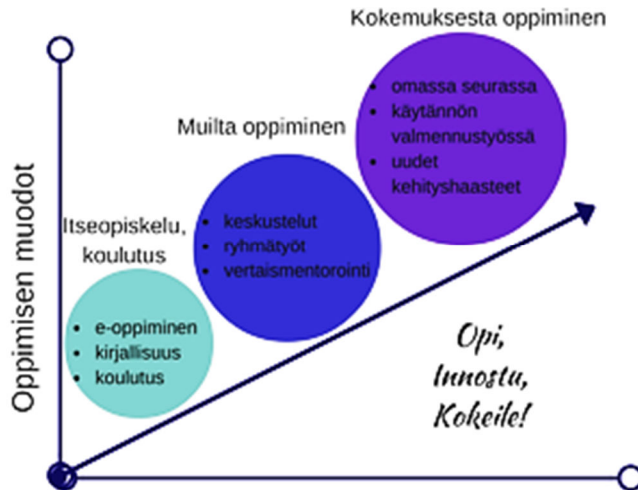 Kokemuksesta oppiminen
omassa seurassa
käytännön
valmennustyössä
uudet
kehityshaasteet
Muilta oppiminen
keskustelut
ryhmätyöt
vertaismentorointi
Itseopiskelu,
koulutus
e-oppiminen
kirjallisuus
koulutus
Oppimisen muodot
Opi,
Innostu,
Kokeile!